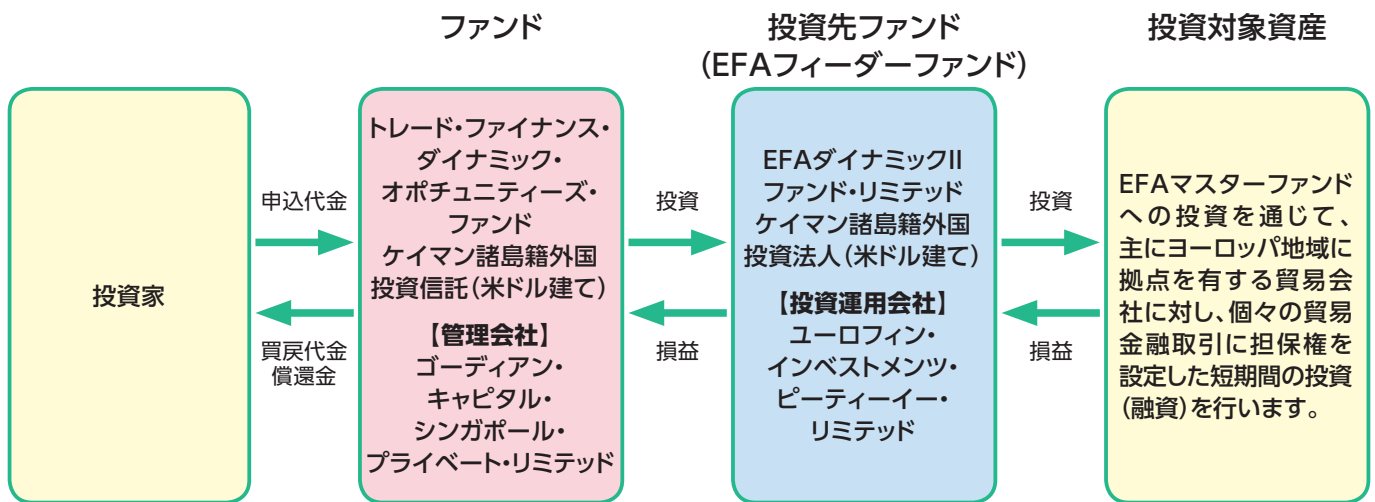 ファンド
投資先ファンド
(EFAフィーダーファンド)
投資対象資産
投資家
申込代金
買戻代金
償還金
トレード・ファイナンス・
ダイナミック・
オポチュニティーズ・
ファンド
ケイマン諸島籍外国
投資信託(米ドル建て)
【管理会社】
ゴーディアン・
キャピタル・
シンガポール・
プライベート・リミテッド
投資
損益
EFAダイナミックII
ファンド・リミテッド
ケイマン諸島籍外国
投資法人(米ドル建て)
【投資運用会社】
ユーロフィン・
インベストメンツ・
ピーティーイー・
リミテッド
投資
損益
EFAマスターファンド
への投資を通じて、
主にヨーロッパ地域に
拠点を有する貿易会
社に対し、個々の貿易
金融取引に担保権を
設定した短期間の投資
(融資)を行います。